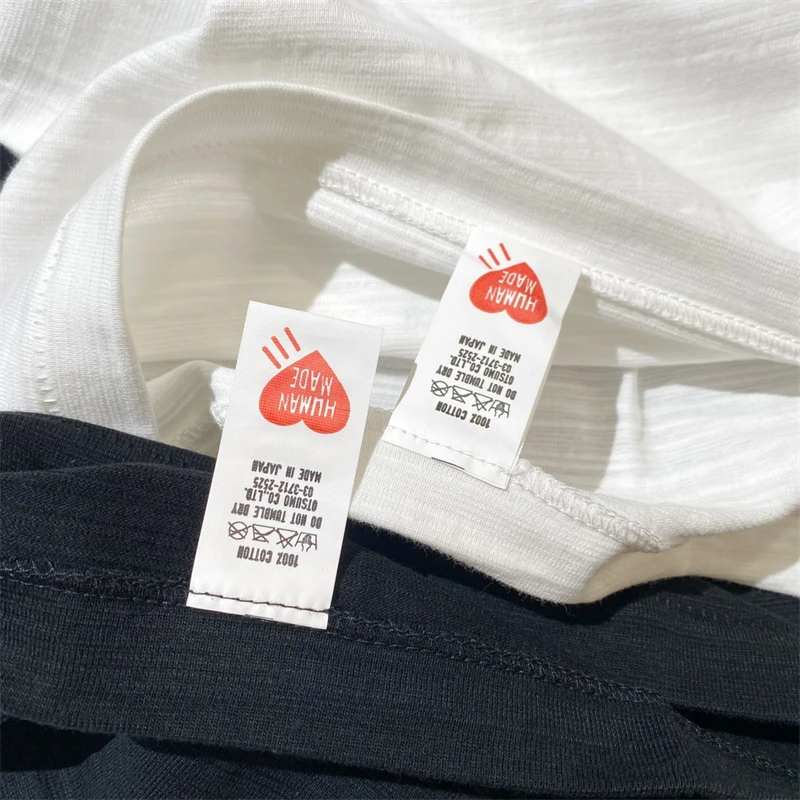 100% COTTON
DO NOT TUMBLE DRY
OTSUMO CO.,LTD.
03-3712-2525
MADE IN JAPAN
HUMAN
MADE
100% COTTON
DO NOT TUMBLE DRY
OTSUMO CO.,LTD.
03-3712-2525
MADE IN JAPAN
HUMAN
MADE